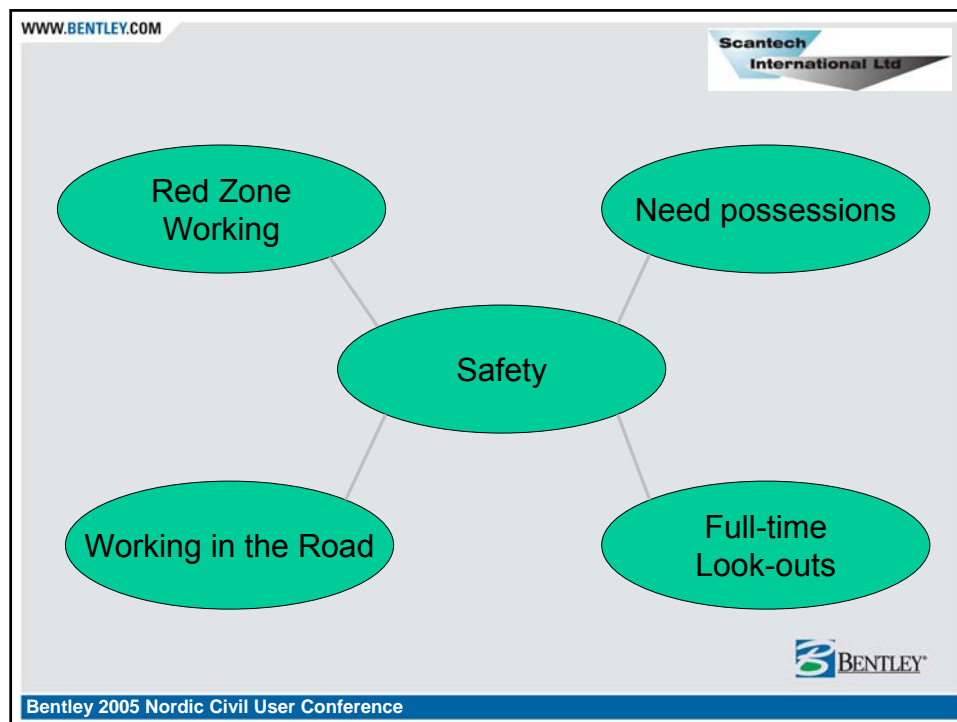 WWW.BENTLEY.COM
Scantech
International Ltd
Red Zone
Working
Need possessions
Safety
Working in the Road
Full-time
Look-outs
BENTLEY®
Bentley 2005 Nordic Civil User Conference